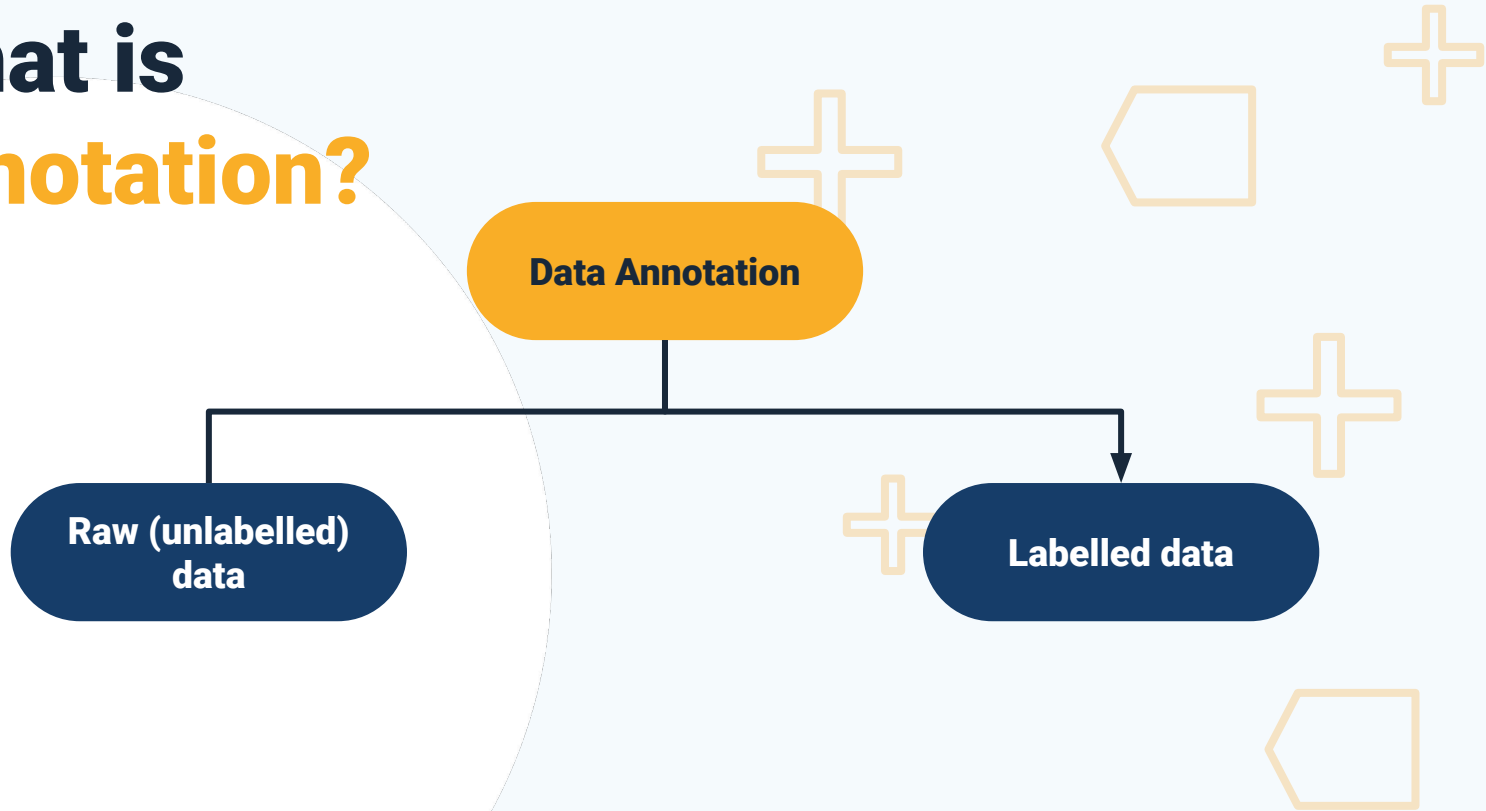 hat is
notation?
Data Annotation
Raw (unlabelled)
data
Labelled data